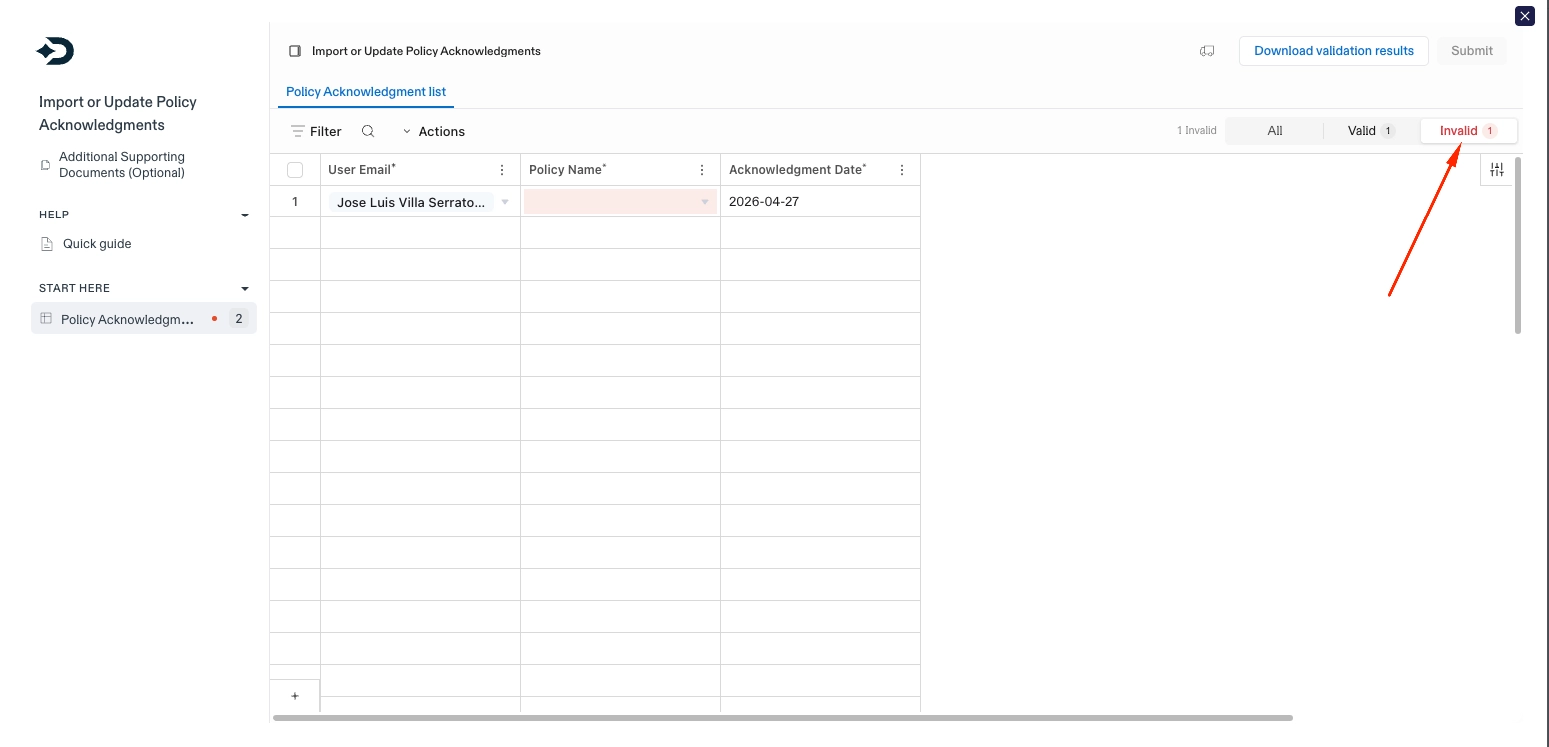 Import or Update Policy Acknowledgments
Download validation results
Submit
Import or Update Policy
Acknowledgments
Additional Supporting
Documents (Optional)
HELP
Quick guide
START HERE
Policy Acknowledgm... 2
Policy Acknowledgment list
Filter
Actions
1 Invalid
All
Valid 1
Invalid 1
User Email* Policy Name* Acknowledgment Date*
1 Jose Luis Villa Serrato... 2026-04-27
+